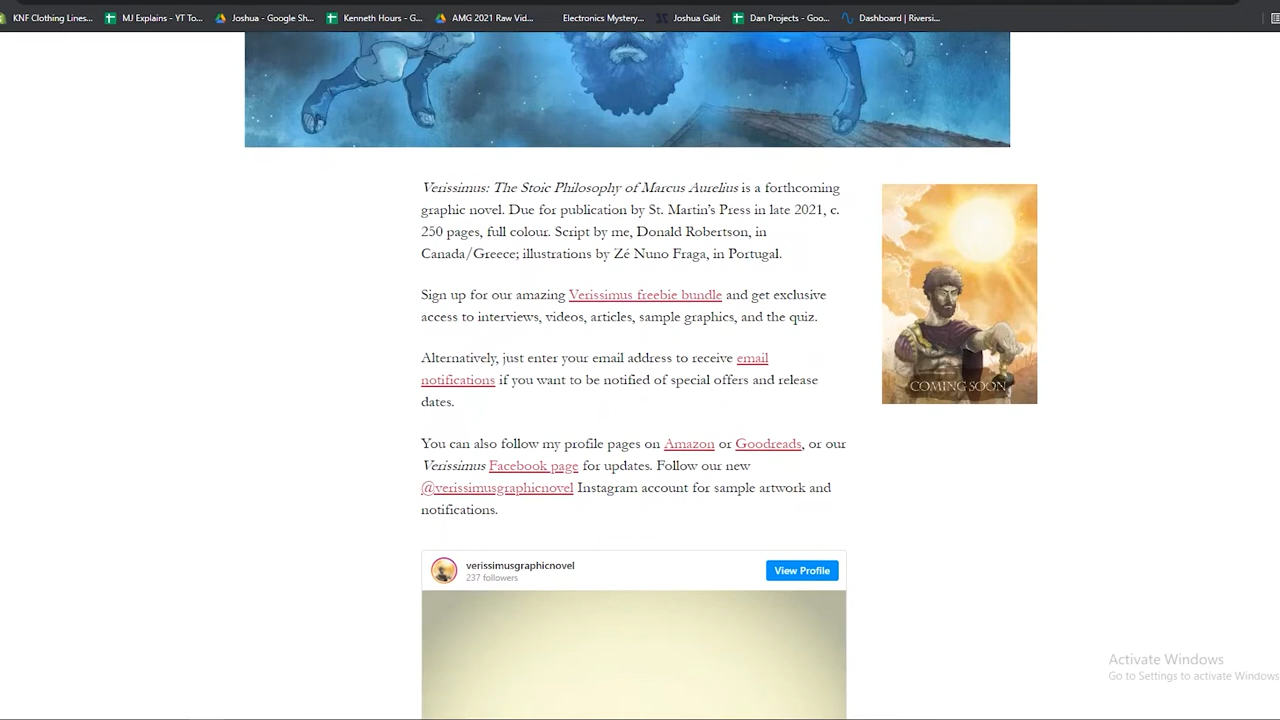 KNF Clothing Lines... MJ Explains - YT To... Joshua - Google Sh... Kenneth Hours - G... AMG 2021 Raw Vid... Electronics Mystery... Joshua Galit Dan Projects - Goo... Dashboard | Riversi...
Verissimus: The Stoic Philosophy of Marcus Aurelius is a forthcoming
graphic novel. Due for publication by St. Martin's Press in late 2021, c.
250 pages, full colour. Script by me, Donald Robertson, in
Canada/Greece; illustrations by Zé Nuno Fraga, in Portugal.
Sign up for our amazing Verissimus freebie bundle and get exclusive
access to interviews, videos, articles, sample graphics, and the quiz.
Alternatively, just enter your email address to receive email
notifications if you want to be notified of special offers and release
dates.
You can also follow my profile pages on Amazon or Goodreads, or our
Verissimus Facebook page for updates. Follow our new
@verissimusgraphicnovel Instagram account for sample artwork and
notifications.
COMING SOON
verissimusgraphicnovel
237 followers
View Profile
Activate Windows
Go to Settings to activate Windows